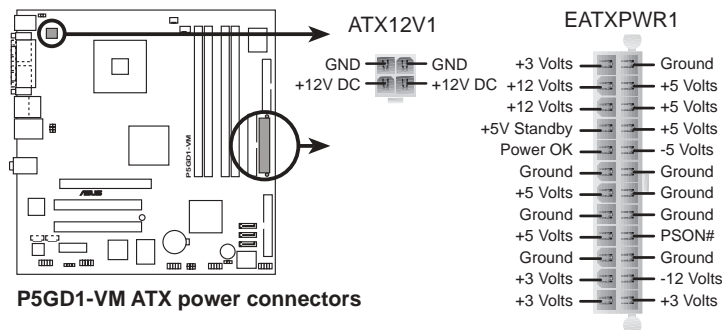 ATX12V1
GND GND
+12V DC +12V DC
EATXPWR1
+3 Volts Ground
+12 Volts +5 Volts
+12 Volts +5 Volts
+5V Standby +5 Volts
Power OK -5 Volts
Ground Ground
+5 Volts Ground
Ground Ground
+5 Volts PSON#
Ground Ground
+3 Volts -12 Volts
+3 Volts +3 Volts
P5GD1-VM
ASUS
P5GD1-VM ATX power connectors